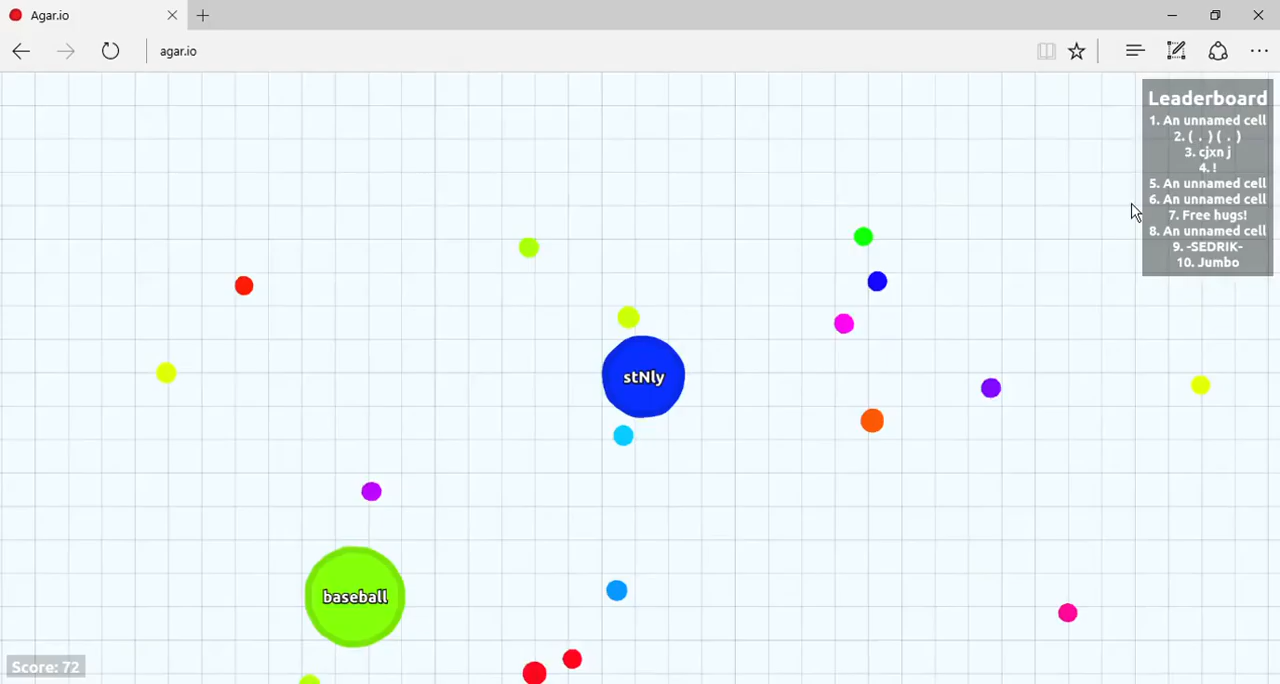 Agar.io
agar.io
Leaderboard
1. An unnamed cell
2. ( . ) ( . )
3. cjxn j
4. !
5. An unnamed cell
6. An unnamed cell
7. Free hugs!
8. An unnamed cell
9. -SEDRIK-
10. Jumbo
stNly
baseball
Score: 72